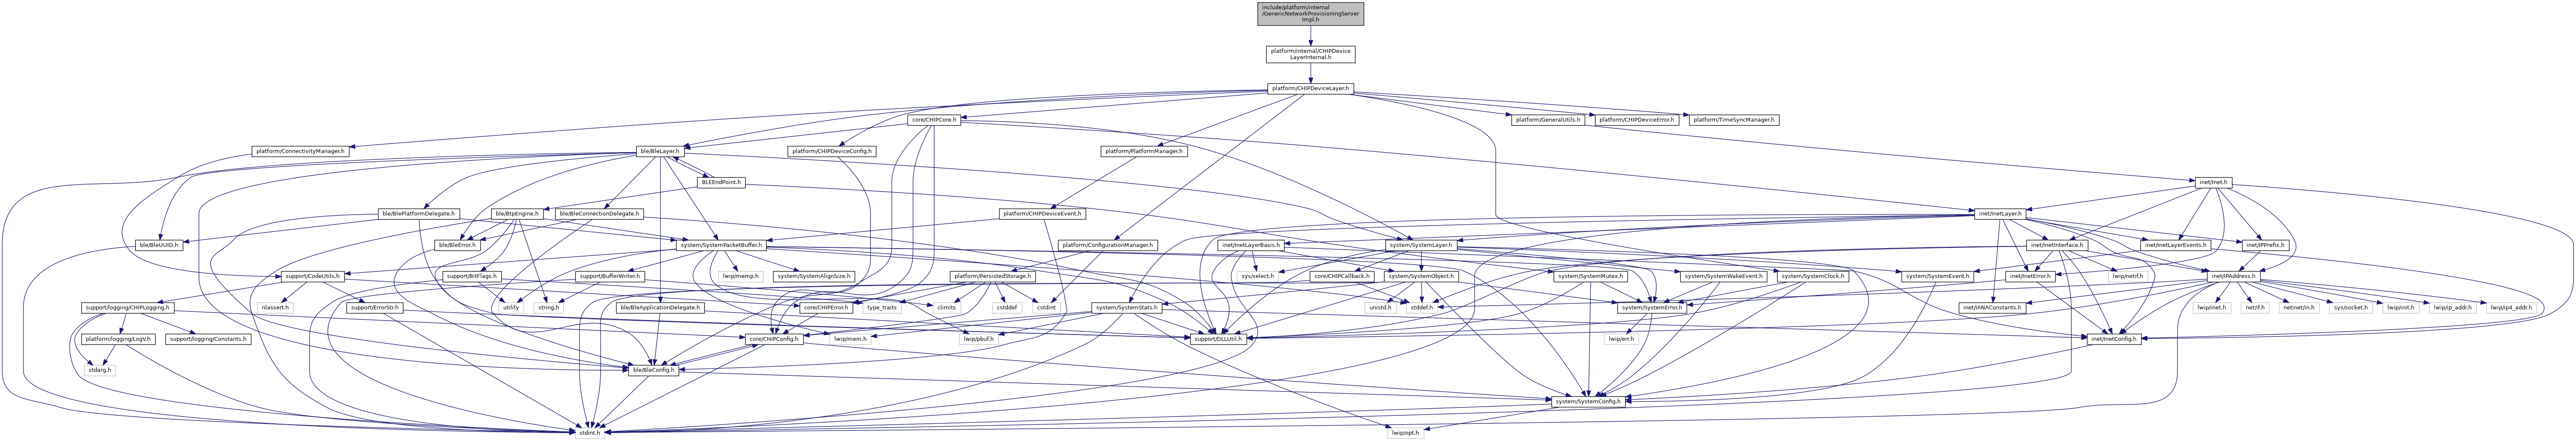 include/platform/internal
/GenericNetworkProvisioningServer
Impl.h
platform/internal/CHIPDevice
LayerInternal.h
platform/CHIPDeviceLayer.h
core/CHIPCore.h
platform/GeneralUtils.h
platform/CHIPDeviceError.h
platform/TimeSyncManager.h
platform/ConnectivityManager.h
ble/BleLayer.h
platform/CHIPDeviceConfig.h
platform/PlatformManager.h
BLEEndPoint.h
inet/Inet.h
ble/BlePlatformDelegate.h
ble/BtpEngine.h
ble/BleConnectionDelegate.h
platform/CHIPDeviceEvent.h
inet/InetLayer.h
ble/BleUUID.h
ble/BleError.h
system/SystemPacketBuffer.h
platform/ConfigurationManager.h
inet/InetLayerBasis.h
system/SystemLayer.h
inet/InetInterface.h
inet/InetLayerEvents.h
inet/IPPrefix.h
support/CodeUtils.h
support/BitFlags.h
support/BufferWriter.h
lwip/memp.h
system/SystemAlignSize.h
platform/PersistedStorage.h
sys/select.h
core/CHIPCallback.h
system/SystemObject.h
system/SystemMutex.h
system/SystemWakeEvent.h
system/SystemClock.h
system/SystemEvent.h
inet/InetError.h
lwip/netif.h
inet/IPAddress.h
support/logging/CHIPLogging.h
nlassert.h
support/ErrorStr.h
utility
string.h
ble/BleApplicationDelegate.h
core/CHIPError.h
type_traits
climits
cstddef
cstdint
system/SystemStats.h
unistd.h
stddef.h
system/SystemError.h
inet/IANAConstants.h
lwip/inet.h
net/if.h
netinet/in.h
sys/socket.h
lwip/init.h
lwip/ip_addr.h
lwip/ip4_addr.h
platform/logging/LogV.h
support/logging/Constants.h
core/CHIPConfig.h
lwip/mem.h
lwip/pbuf.h
support/DLLUtil.h
lwip/err.h
inet/InetConfig.h
stdarg.h
ble/BleConfig.h
system/SystemConfig.h
stdint.h
lwip/opt.h